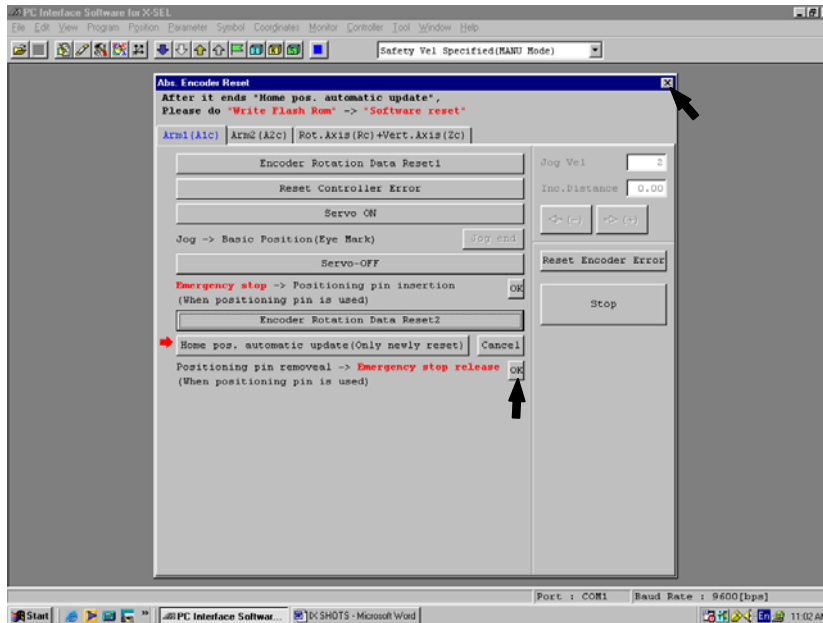 PC Interface Software for X-SEL
File Edit View Program Position Parameter Symbol Coordinates Monitor Controller Tool Window Help
Safety Vel Specified(MANU Mode)
Abs. Encoder Reset
After it ends "Home pos. automatic update",
Please do "Write Flash Rom" -> "Software reset"
Arm1(A1c) Arm2(A2c) Rot.Axis(Rc)+Vert.Axis(Zc)
Encoder Rotation Data Reset1
Jog Vel 2
Reset Controller Error
Inc.Distance 0.00
Servo ON
(-) (+)
Jog -> Basic Position(Eye Mark) Jog end
Servo-OFF
Reset Encoder Error
Emergency stop -> Positioning pin insertion OK
(When positioning pin is used)
Stop
Encoder Rotation Data Reset2
Home pos. automatic update(Only newly reset) Cancel
Positioning pin removeal -> Emergency stop release OK
(When positioning pin is used)
Port : COM1 Baud Rate : 9600[bps]
Start PC Interface Softwar... IX SHOTS - Microsoft Word En 11:02 AM